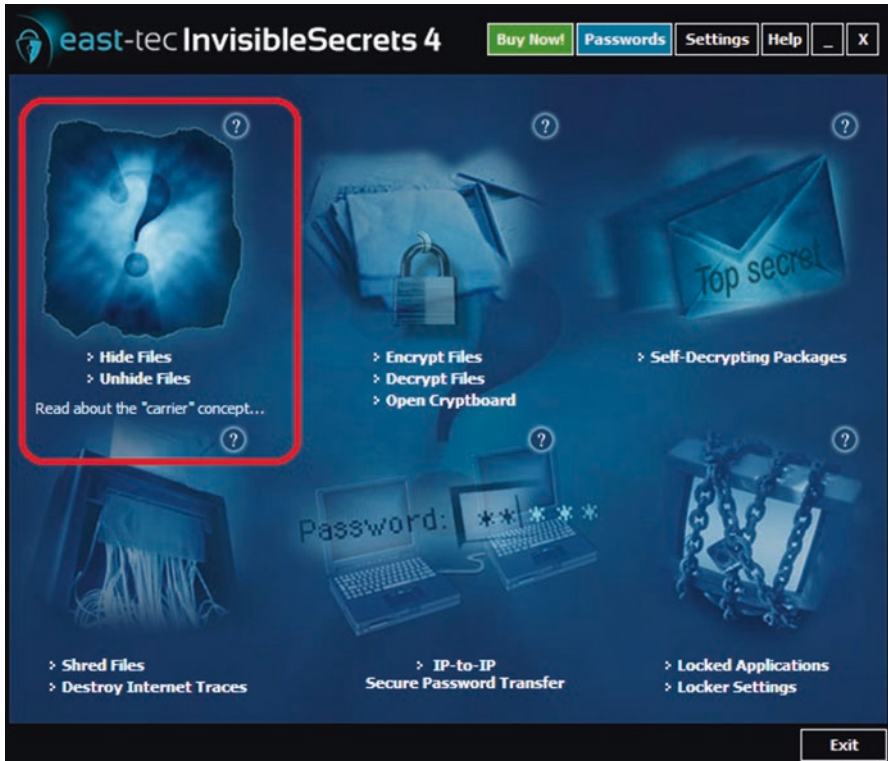 east-tec InvisibleSecrets 4
Buy Now! Passwords Settings Help _ X
? ? ?
Top secret
> Hide Files
> Unhide Files
Read about the "carrier" concept...
> Encrypt Files
> Decrypt Files
> Open Cryptboard
> Self-Decrypting Packages
? ? ?
Password: ** ***
> Shred Files
> Destroy Internet Traces
> IP-to-IP
Secure Password Transfer
> Locked Applications
> Locker Settings
Exit